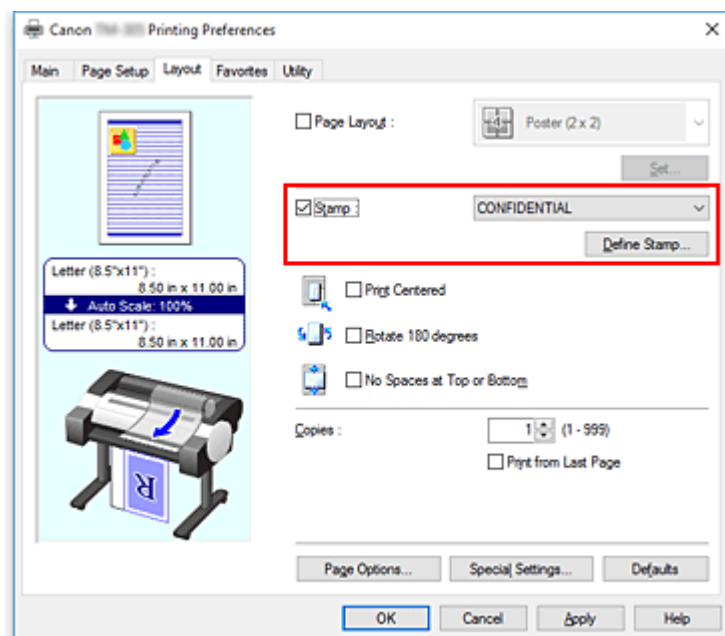 Canon Printing Preferences
Main Page Setup Layout Favorites Utility
Page Layout : 4 Poster (2 x 2)
Set...
Stamp : CONFIDENTIAL
Define Stamp...
Letter (8.5"x11") :
8.50 in x 11.00 in
Auto Scale: 100%
Letter (8.5"x11") :
8.50 in x 11.00 in
Print Centered
Rotate 180 degrees
No Spaces at Top or Bottom
Copies : 1 (1 - 999)
Print from Last Page
R
Page Options... Special Settings... Defaults
OK Cancel Apply Help